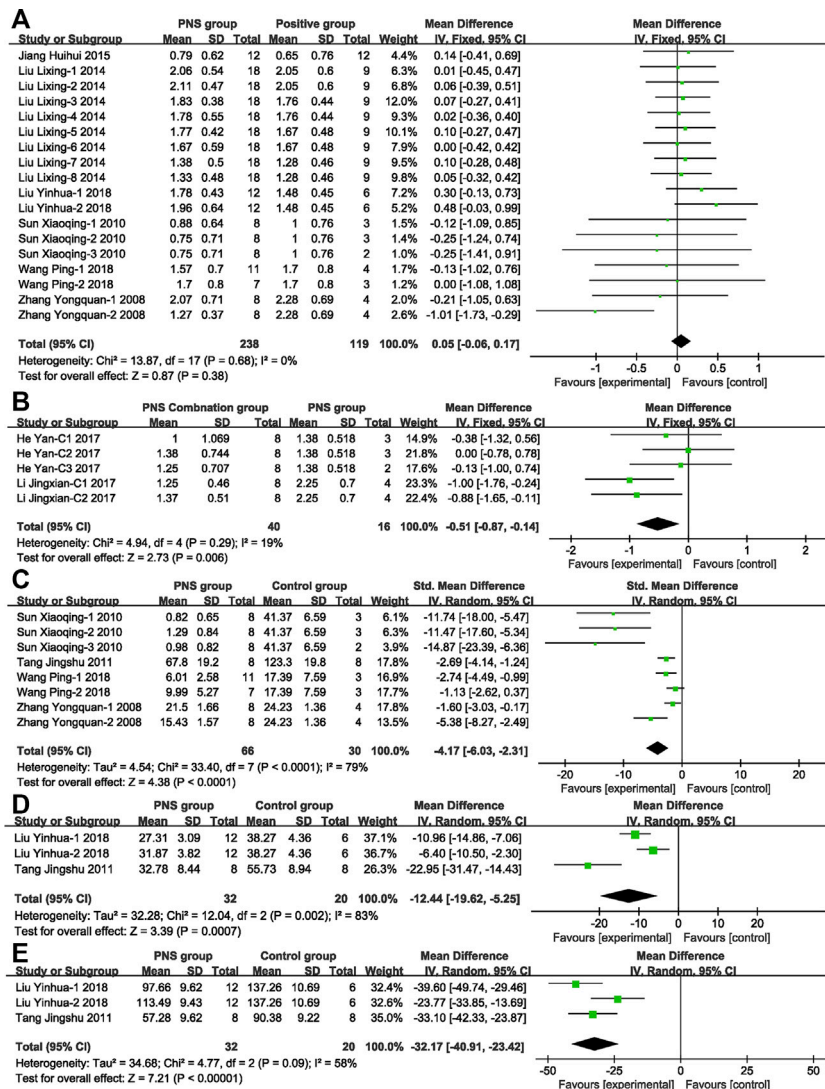 A
PNS group Positive group Mean Difference Mean Difference
Study or Subgroup Mean SD Total Mean SD Total Weight IV, Fixed, 95% CI IV, Fixed, 95% CI
Jiang Huihui 2015 0.79 0.62 12 0.65 0.76 12 4.4% 0.14 [-0.41, 0.69]
Liu Lixing-1 2014 2.06 0.54 18 2.05 0.6 9 6.3% 0.01 [-0.45, 0.47]
Liu Lixing-2 2014 2.11 0.47 18 2.05 0.6 9 6.6% 0.06 [-0.39, 0.51]
Liu Lixing-3 2014 1.83 0.38 18 1.76 0.44 9 12.0% 0.07 [-0.27, 0.41]
Liu Lixing-4 2014 1.78 0.55 18 1.76 0.44 9 9.3% 0.02 [-0.36, 0.40]
Liu Lixing-5 2014 1.77 0.42 18 1.67 0.48 9 10.1% 0.10 [-0.27, 0.47]
Liu Lixing-6 2014 1.67 0.59 18 1.67 0.48 9 7.6% 0.00 [-0.42, 0.42]
Liu Lixing-7 2014 1.38 0.5 18 1.28 0.46 9 9.5% 0.10 [-0.28, 0.48]
Liu Lixing-8 2014 1.33 0.48 18 1.28 0.46 9 9.9% 0.05 [-0.32, 0.42]
Liu Yinhua-1 2018 1.78 0.43 12 1.48 0.45 6 7.2% 0.30 [-0.13, 0.73]
Liu Yinhua-2 2018 1.96 0.64 12 1.48 0.45 6 5.2% 0.48 [-0.03, 0.99]
Sun Xiaoqing-1 2010 0.88 0.64 8 1 0.76 3 1.4% -0.12 [-1.09, 0.85]
Sun Xiaoqing-2 2010 0.75 0.71 8 1 0.76 3 1.4% -0.25 [-1.24, 0.74]
Sun Xiaoqing-3 2010 0.75 0.71 8 1 0.76 2 1.0% -0.25 [-1.41, 0.91]
Wang Ping-1 2018 1.57 0.7 11 1.7 0.8 4 1.7% -0.13 [-1.02, 0.76]
Wang Ping-2 2018 1.7 0.8 7 1.7 0.8 3 1.2% 0.00 [-1.08, 1.08]
Zhang Yongquan-1 2008 2.07 0.71 8 2.28 0.69 4 2.0% -0.21 [-1.05, 0.63]
Zhang Yongquan-2 2008 1.27 0.37 8 2.28 0.69 4 2.6% -1.01 [-1.73, -0.29]
Total (95% CI) 238 119 100.0% 0.05 [-0.06, 0.17]
Heterogeneity: Chi² = 13.87, df = 17 (P = 0.68); I² = 0%
Test for overall effect: Z = 0.87 (P = 0.38)
-1 -0.5 0 0.5 1
Favours [experimental] Favours [control]
B
PNS Combnation group PNS group Mean Difference Mean Difference
Study or Subgroup Mean SD Total Mean SD Total Weight IV, Fixed, 95% CI IV, Fixed, 95% CI
He Yan-C1 2017 1 1.069 8 1.38 0.518 3 14.9% -0.38 [-1.32, 0.56]
He Yan-C2 2017 1.38 0.744 8 1.38 0.518 3 21.8% 0.00 [-0.78, 0.78]
He Yan-C3 2017 1.25 0.707 8 1.38 0.518 2 17.6% -0.13 [-1.00, 0.74]
Li Jingxian-C1 2017 1.25 0.46 8 2.25 0.7 4 23.3% -1.00 [-1.76, -0.24]
Li Jingxian-C2 2017 1.37 0.51 8 2.25 0.7 4 22.4% -0.88 [-1.65, -0.11]
Total (95% CI) 40 16 100.0% -0.51 [-0.87, -0.14]
Heterogeneity: Chi² = 4.94, df = 4 (P = 0.29); I² = 19%
Test for overall effect: Z = 2.73 (P = 0.006)
-2 -1 0 1 2
Favours [experimental] Favours [control]
C
PNS group Control group Std. Mean Difference Std. Mean Difference
Study or Subgroup Mean SD Total Mean SD Total Weight IV, Random, 95% CI IV, Random, 95% CI
Sun Xiaoqing-1 2010 0.82 0.65 8 41.37 6.59 3 6.1% -11.74 [-18.00, -5.47]
Sun Xiaoqing-2 2010 1.29 0.84 8 41.37 6.59 3 6.3% -11.47 [-17.60, -5.34]
Sun Xiaoqing-3 2010 0.98 0.82 8 41.37 6.59 2 3.9% -14.87 [-23.39, -6.36]
Tang Jingshu 2011 67.8 19.2 8 123.3 19.8 8 17.8% -2.69 [-4.14, -1.24]
Wang Ping-1 2018 6.01 2.58 11 17.39 7.59 3 16.9% -2.74 [-4.49, -0.99]
Wang Ping-2 2018 9.99 5.27 7 17.39 7.59 3 17.7% -1.13 [-2.62, 0.37]
Zhang Yongquan-1 2008 21.5 1.66 8 24.23 1.36 4 17.8% -1.60 [-3.03, -0.17]
Zhang Yongquan-2 2008 15.43 1.57 8 24.23 1.36 4 13.5% -5.38 [-8.27, -2.49]
Total (95% CI) 66 30 100.0% -4.17 [-6.03, -2.31]
Heterogeneity: Tau² = 4.54; Chi² = 33.40, df = 7 (P < 0.0001); I² = 79%
Test for overall effect: Z = 4.38 (P < 0.0001)
-20 -10 0 10 20
Favours [experimental] Favours [control]
D
PNS group Control group Mean Difference Mean Difference
Study or Subgroup Mean SD Total Mean SD Total Weight IV, Random, 95% CI IV, Random, 95% CI
Liu Yinhua-1 2018 27.31 3.09 12 38.27 4.36 6 37.1% -10.96 [-14.86, -7.06]
Liu Yinhua-2 2018 31.87 3.82 12 38.27 4.36 6 36.7% -6.40 [-10.50, -2.30]
Tang Jingshu 2011 32.78 8.44 8 55.73 8.94 8 26.3% -22.95 [-31.47, -14.43]
Total (95% CI) 32 20 100.0% -12.44 [-19.62, -5.25]
Heterogeneity: Tau² = 32.28; Chi² = 12.04, df = 2 (P = 0.002); I² = 83%
Test for overall effect: Z = 3.39 (P = 0.0007)
-20 -10 0 10 20
Favours [experimental] Favours [control]
E
PNS group Control group Mean Difference Mean Difference
Study or Subgroup Mean SD Total Mean SD Total Weight IV, Random, 95% CI IV, Random, 95% CI
Liu Yinhua-1 2018 97.66 9.62 12 137.26 10.69 6 32.4% -39.60 [-49.74, -29.46]
Liu Yinhua-2 2018 113.49 9.43 12 137.26 10.69 6 32.6% -23.77 [-33.85, -13.69]
Tang Jingshu 2011 57.28 9.62 8 90.38 9.22 8 35.0% -33.10 [-42.33, -23.87]
Total (95% CI) 32 20 100.0% -32.17 [-40.91, -23.42]
Heterogeneity: Tau² = 34.68; Chi² = 4.77, df = 2 (P = 0.09); I² = 58%
Test for overall effect: Z = 7.21 (P < 0.00001)
-50 -25 0 25 50
Favours [experimental] Favours [control]